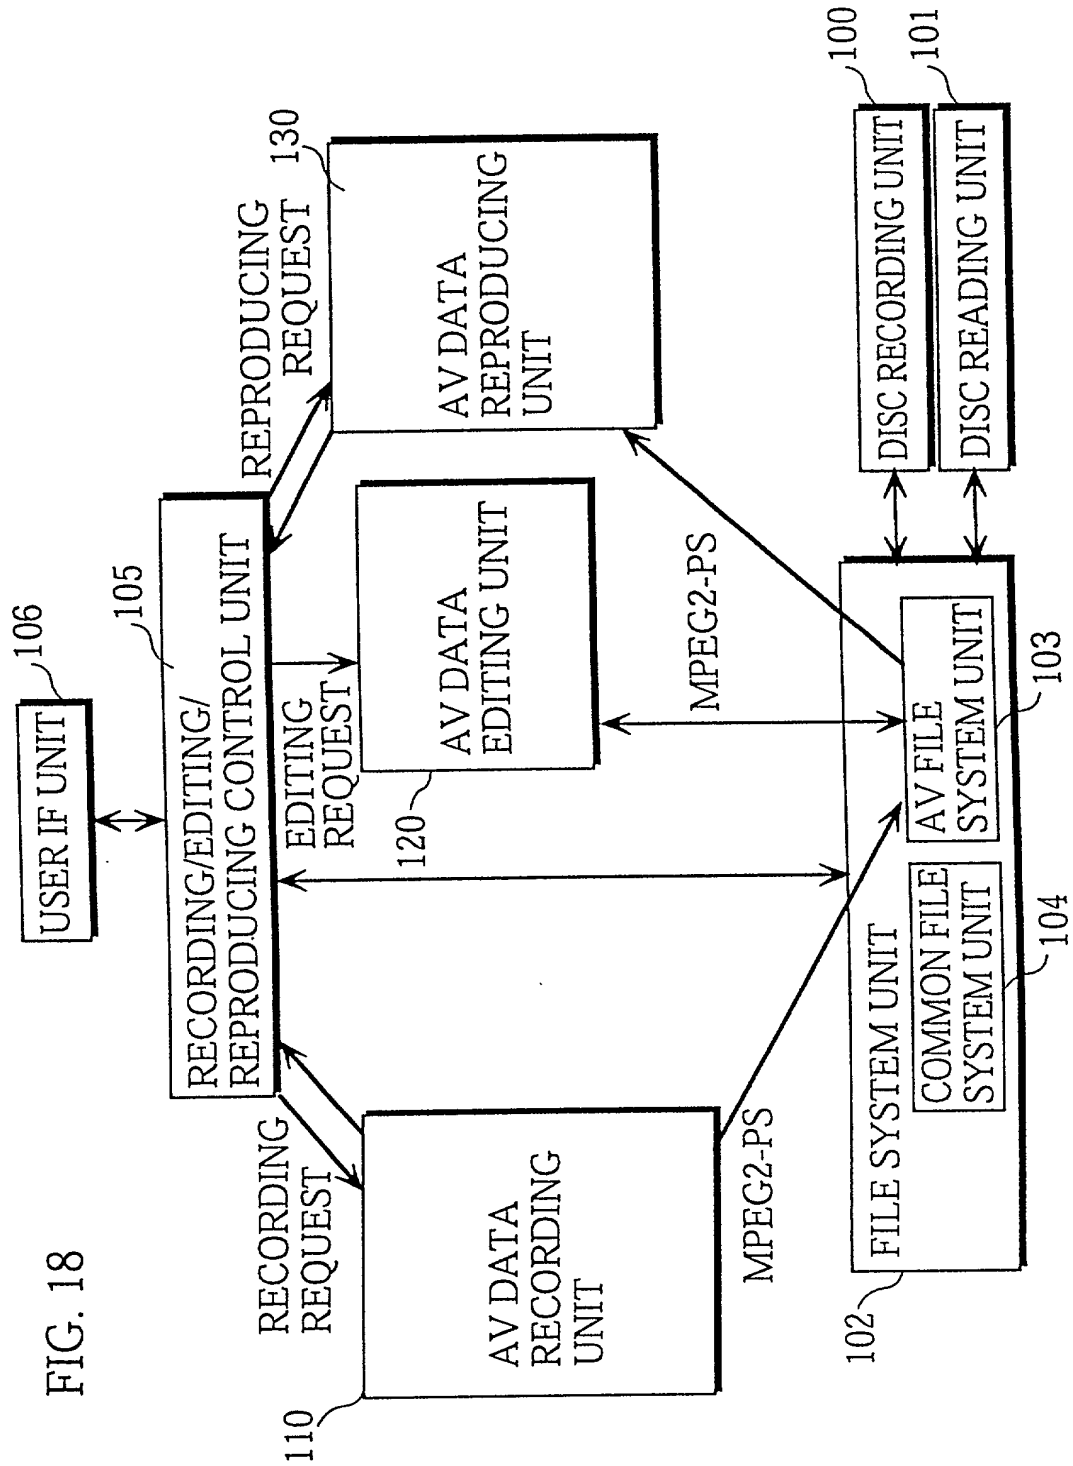 FIG. 18
USER IF UNIT
106
RECORDING/EDITING/
REPRODUCING CONTROL UNIT
105
RECORDING
REQUEST
EDITING
REQUEST
REPRODUCING
REQUEST
110
AV DATA
RECORDING
UNIT
120
AV DATA
EDITING UNIT
130
AV DATA
REPRODUCING
UNIT
MPEG2-PS
MPEG2-PS
102
FILE SYSTEM UNIT
COMMON FILE
SYSTEM UNIT
104
AV FILE
SYSTEM UNIT
103
DISC RECORDING UNIT
100
DISC READING UNIT
101